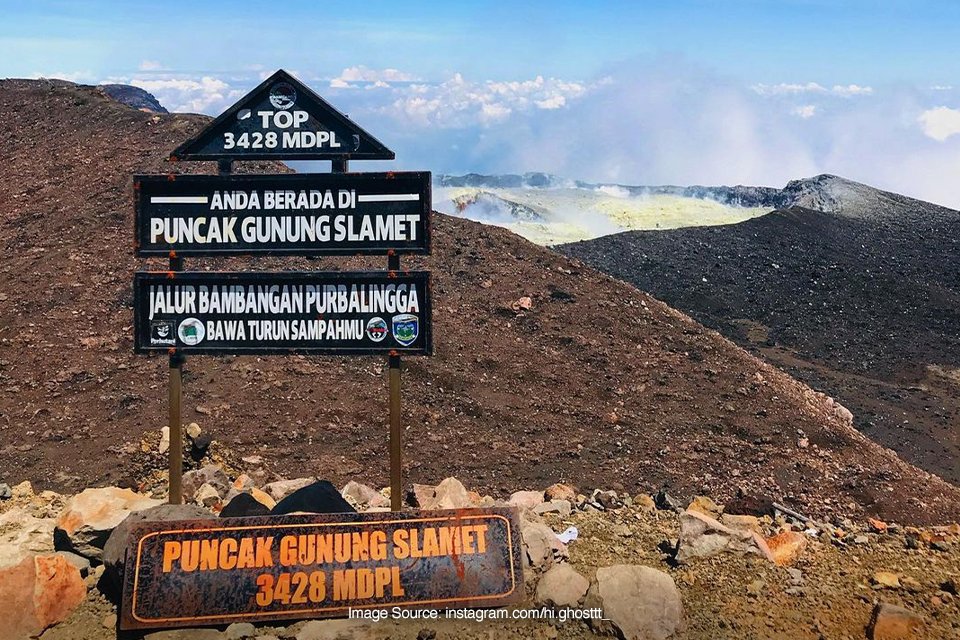 TOP
3428 MDPL
ANDA BERADA DI
PUNCAK GUNUNG SLAMET
JALUR BAMBANGAN PURBALINGGA
BAWA TURUN SAMPAHMU
PUNCAK GUNUNG SLAMET
3428 MDPL
Image Source: instagram.com/hi.ghosttt_